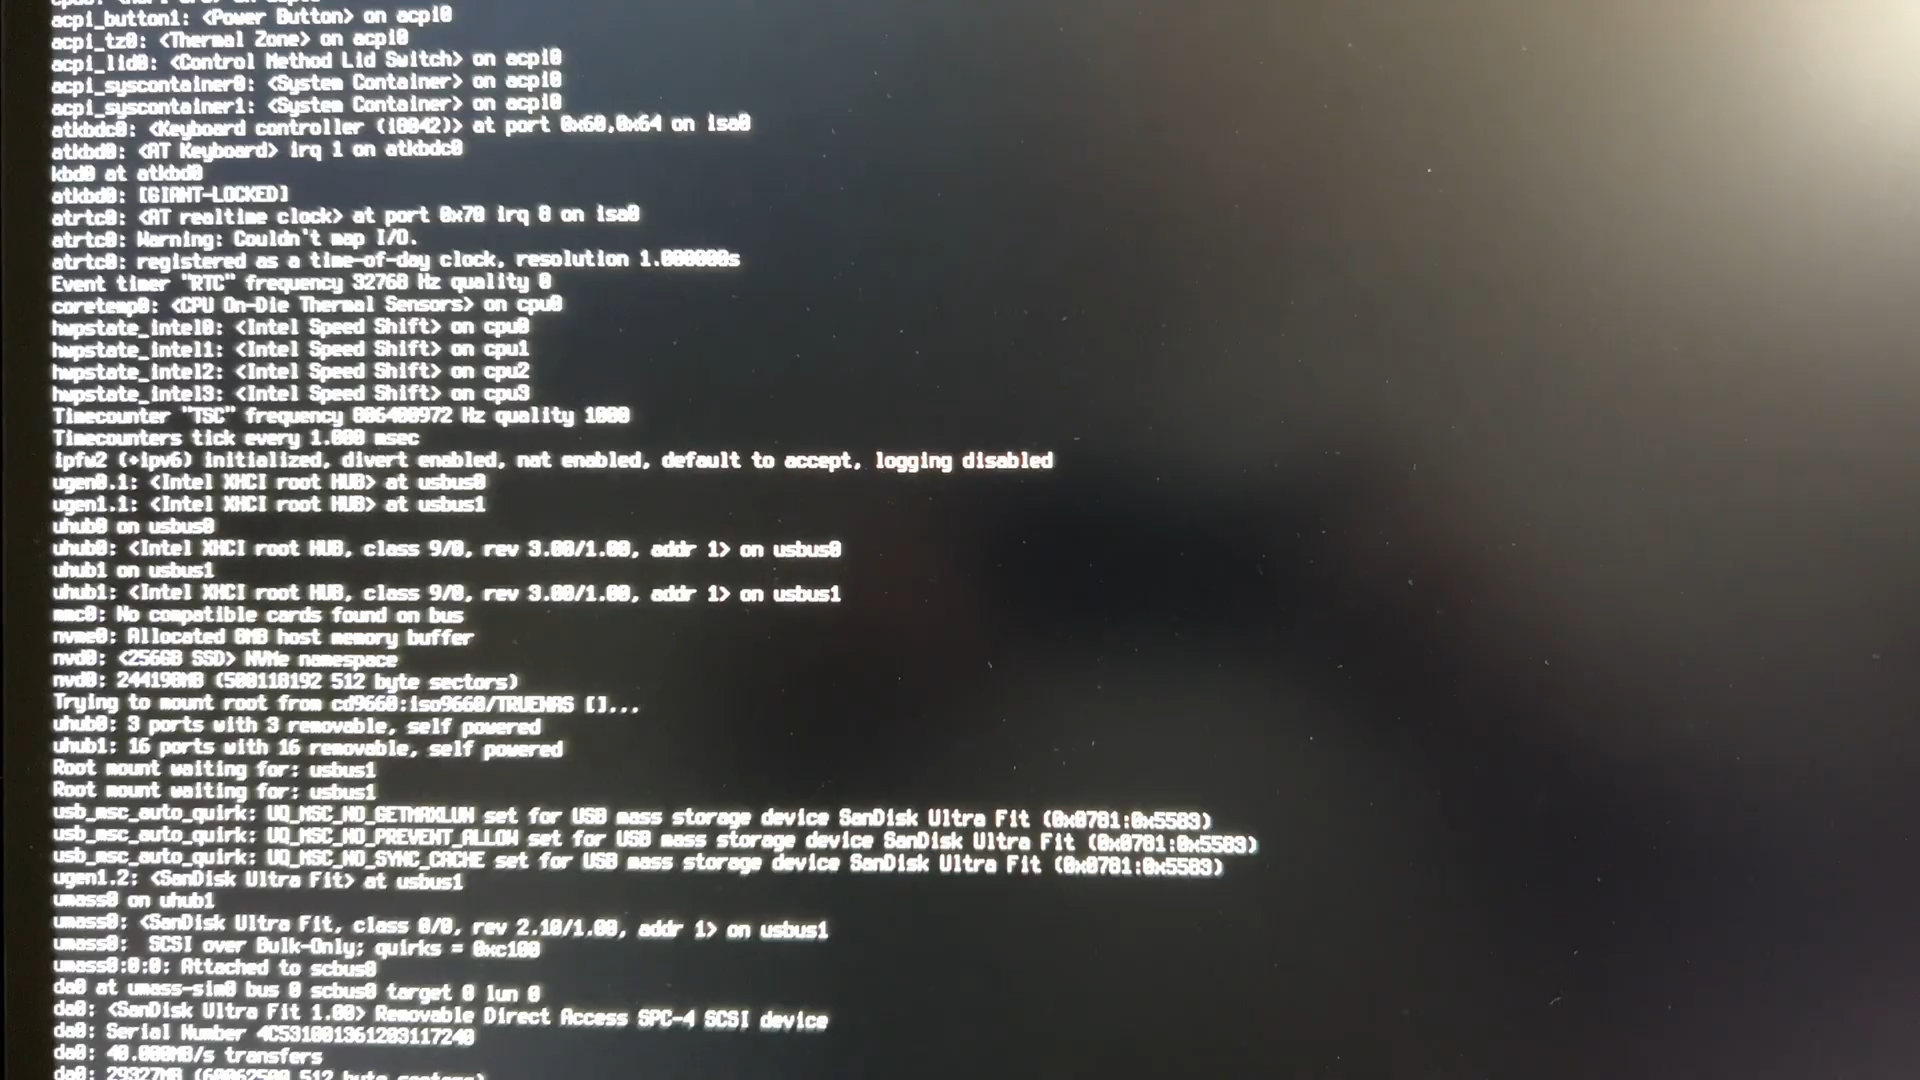 acpi_button1: <Power Button> on acpi0
acpi_tz0: <Thermal Zone> on acpi0
acpi_lid0: <Control Method Lid Switch> on acpi0
acpi_syscontainer0: <System Container> on acpi0
acpi_syscontainer1: <System Container> on acpi0
atkbdc0: <Keyboard controller (i8042)> at port 0x60,0x64 on isa0
atkbd0: <AT Keyboard> irq 1 on atkbdc0
kbd0 at atkbd0
atkbd0: [GIANT-LOCKED]
atrtc0: <AT realtime clock> at port 0x70 irq 8 on isa0
atrtc0: Warning: Couldn't map I/O.
atrtc0: registered as a time-of-day clock, resolution 1.000000s
Event timer "RTC" frequency 32768 Hz quality 0
coretemp0: <CPU On-Die Thermal Sensors> on cpu0
hwpstate_intel0: <Intel Speed Shift> on cpu0
hwpstate_intel1: <Intel Speed Shift> on cpu1
hwpstate_intel2: <Intel Speed Shift> on cpu2
hwpstate_intel3: <Intel Speed Shift> on cpu3
Timecounter "TSC" frequency 806400972 Hz quality 1000
Timecounters tick every 1.000 msec
ipfw2 (+ipv6) initialized, divert enabled, nat enabled, default to accept, logging disabled
ugen0.1: <Intel XHCI root HUB> at usbus0
ugen1.1: <Intel XHCI root HUB> at usbus1
uhub0 on usbus0
uhub0: <Intel XHCI root HUB, class 9/0, rev 3.00/1.00, addr 1> on usbus0
uhub1 on usbus1
uhub1: <Intel XHCI root HUB, class 9/0, rev 3.00/1.00, addr 1> on usbus1
mmc0: No compatible cards found on bus
nvme0: Allocated 8MB host memory buffer
nvd0: <256GB SSD> NVMe namespace
nvd0: 244198MB (500118192 512 byte sectors)
Trying to mount root from cd9660:iso9660/TRUENAS []...
uhub0: 3 ports with 3 removable, self powered
uhub1: 16 ports with 16 removable, self powered
Root mount waiting for: usbus1
Root mount waiting for: usbus1
usb_msc_auto_quirk: UQ_MSC_NO_GETMAXLUN set for USB mass storage device SanDisk Ultra Fit (0x0781:0x5583)
usb_msc_auto_quirk: UQ_MSC_NO_PREVENT_ALLOW set for USB mass storage device SanDisk Ultra Fit (0x0781:0x5583)
usb_msc_auto_quirk: UQ_MSC_NO_SYNC_CACHE set for USB mass storage device SanDisk Ultra Fit (0x0781:0x5583)
ugen1.2: <SanDisk Ultra Fit> at usbus1
umass0 on uhub1
umass0: <SanDisk Ultra Fit, class 0/0, rev 2.10/1.00, addr 1> on usbus1
umass0:  SCSI over Bulk-Only; quirks = 0xc100
umass0:0:0: Attached to scbus0
da0 at umass-sim0 bus 0 scbus0 target 0 lun 0
da0: <SanDisk Ultra Fit 1.00> Removable Direct Access SPC-4 SCSI device
da0: Serial Number 4C531001361203117240
da0: 40.000MB/s transfers
da0: 29327MB (60062500 512 byte sectors)